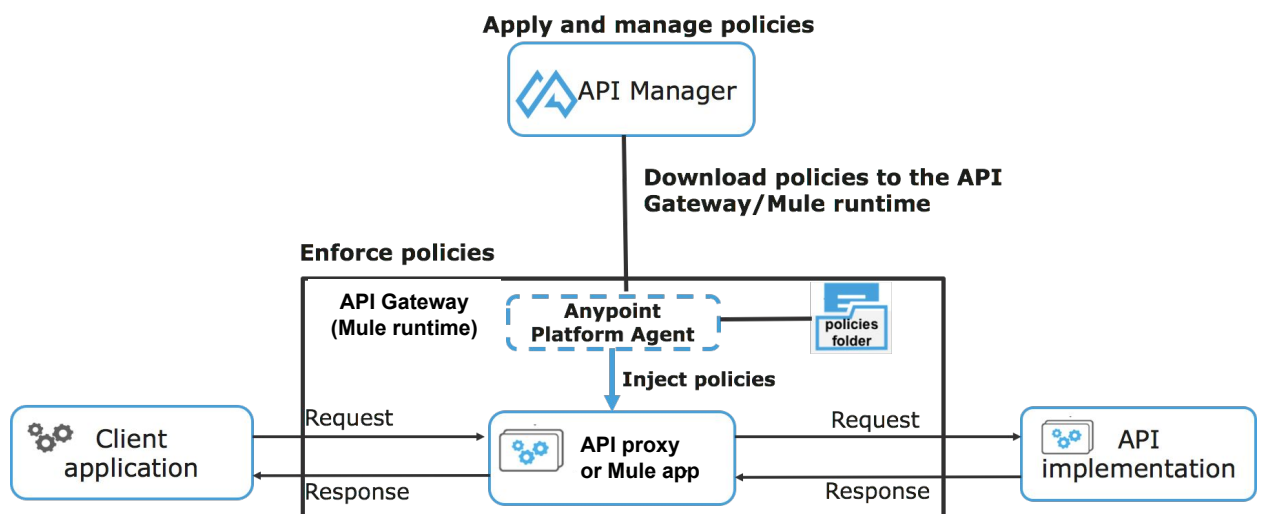 Apply and manage policies
API Manager
Download policies to the API
Gateway/Mule runtime
Enforce policies
API Gateway
(Mule runtime)
Anypoint
Platform Agent
policies
folder
Inject policies
Request
Request
Client
application
API proxy
or Mule app
API
implementation
Response
Response